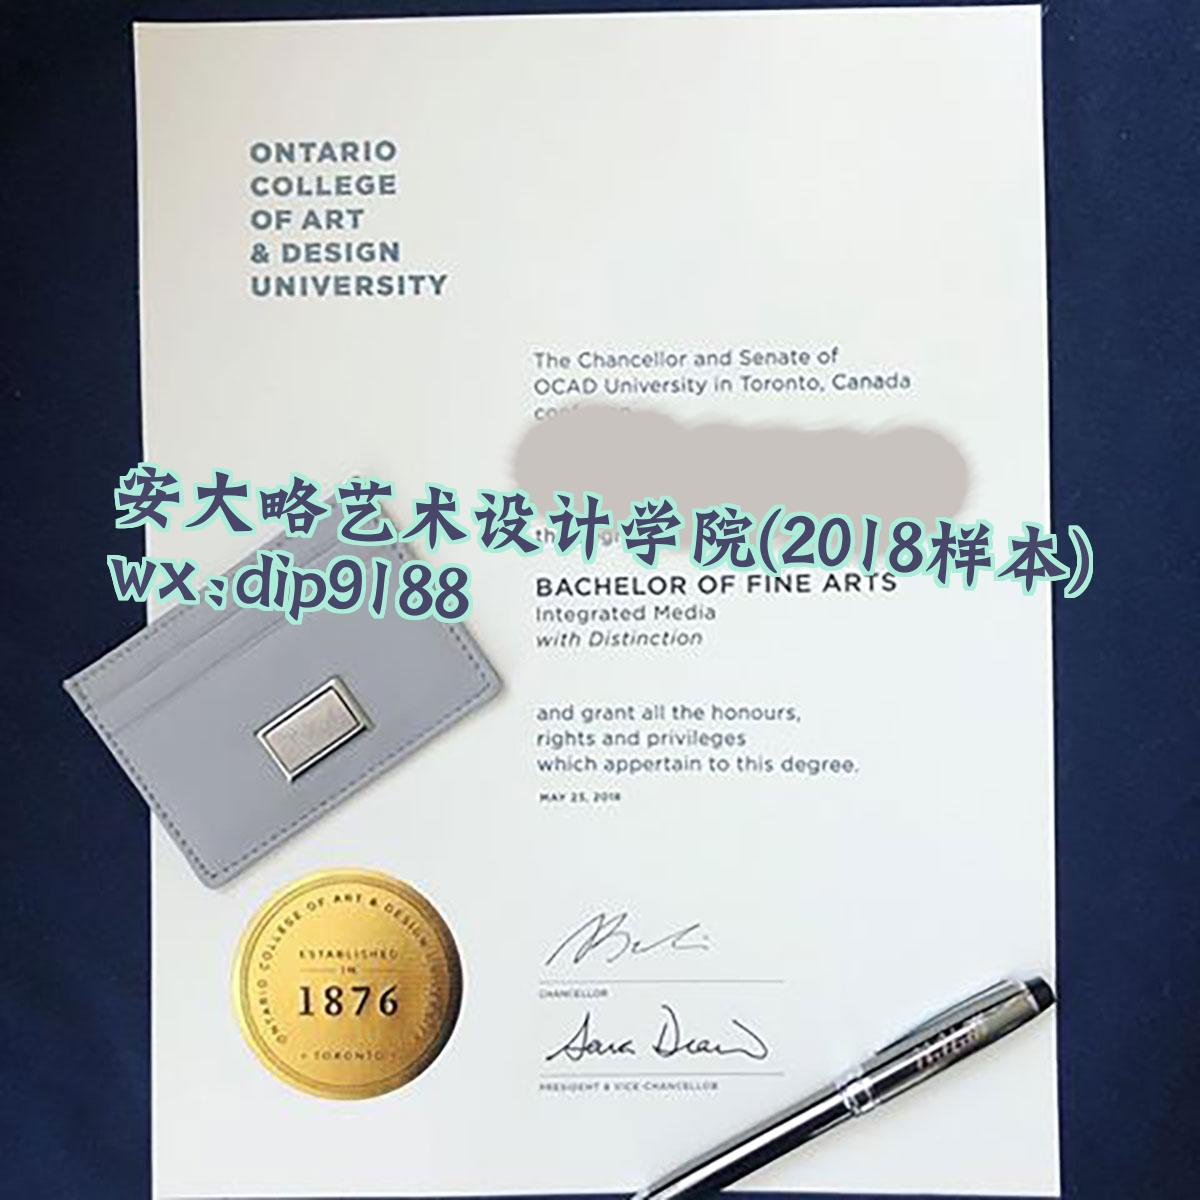 ONTARIO
COLLEGE
OF ART
& DESIGN
UNIVERSITY
The Chancellor and Senate of
OCAD University in Toronto, Canada
安大略艺术设计学院(2018样本)
wx:dip9188
BACHELOR OF FINE ARTS
Integrated Media
with Distinction
and grant all the honours,
rights and privileges
which appertain to this degree.
MAY 25, 2018
ONTARIO COLLEGE OF ART & DESIGN UNIVERSITY
ESTABLISHED
IN
1876
• TORONTO •
CHANCELLOR
PRESIDENT & VICE-CHANCELLOR